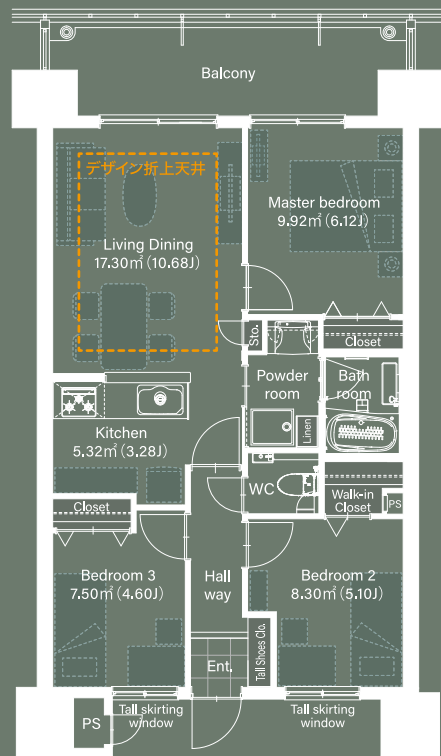 Balcony
デザイン折上天井
Living Dining
17.30㎡ (10.68J)
Master bedroom
9.92㎡ (6.12J)
Sto.
Closet
Powder
room
Bath
room
Linen
Kitchen
5.32㎡ (3.28J)
WC
Walk-in
Closet
PS
Closet
Bedroom 3
7.50㎡ (4.60J)
Hall
way
Bedroom 2
8.30㎡ (5.10J)
Ent.
Tall Shoes Clo.
PS
Tall skirting
window
Tall skirting
window